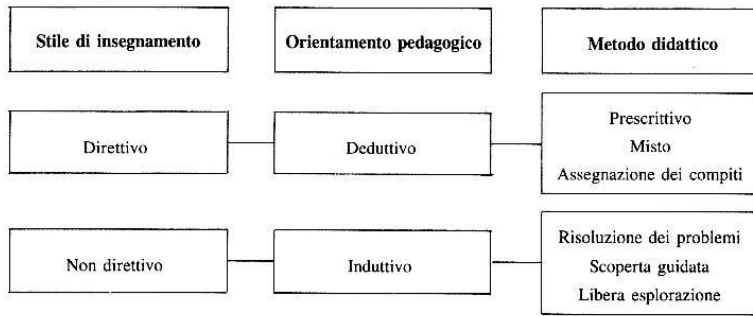 Stile di insegnamento
Orientamento pedagogico
Metodo didattico
Direttivo
Deduttivo
Prescrittivo
Misto
Assegnazione dei compiti
Non direttivo
Induttivo
Risoluzione dei problemi
Scoperta guidata
Libera esplorazione